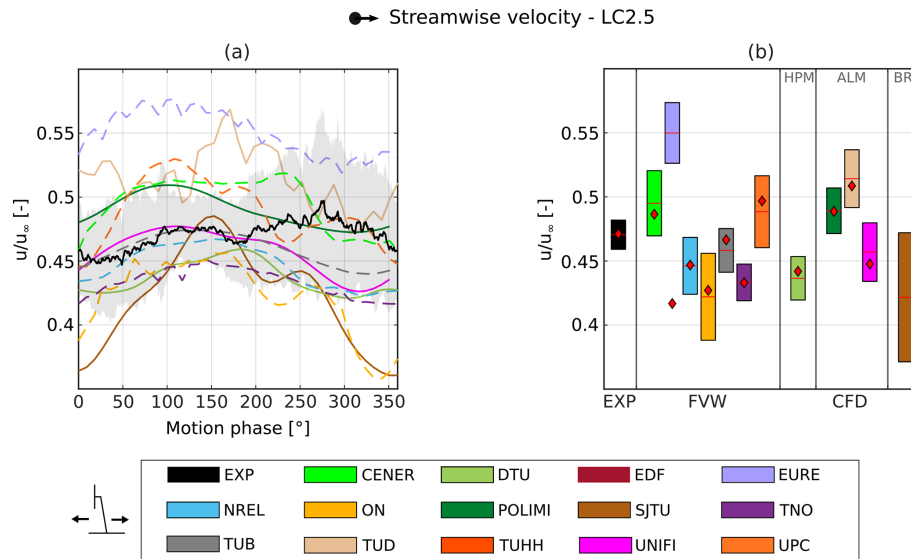 Streamwise velocity - LC2.5
(a)
(b)
u/u∞ [-]
0.55
0.5
0.45
0.4
0 50 100 150 200 250 300 350
Motion phase [°]
HPM ALM BR
u/u∞ [-]
0.55
0.5
0.45
0.4
EXP FVW CFD
EXP CENER DTU EDF EURE
NREL ON POLIMI SJTU TNO
TUB TUD TUHH UNIFI UPC